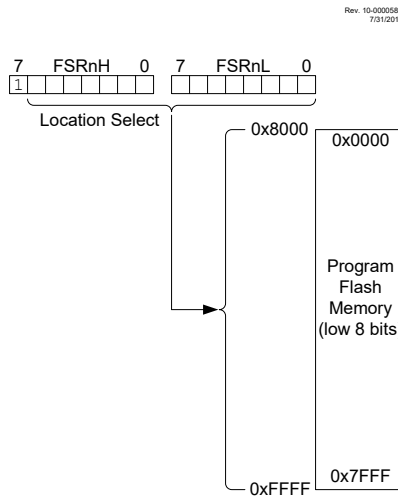 Rev. 10-000058
7/31/201
7 FSRnH 0 7 FSRnL 0
1
Location Select
0x8000
0x0000
Program
Flash
Memory
(low 8 bits
0x7FFF
0xFFFF